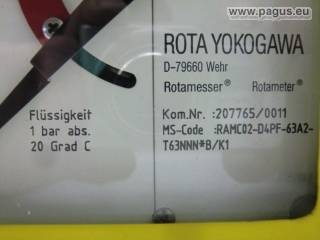 www.pagus.eu
ROTA YOKOGAWA
D-79660 Wehr
Rotamesser® Rotameter®
Flüssigkeit
1 bar abs.
20 Grad C
Kom.Nr. :207765/0011
MS-Code :RAMC02-D4PF-63A2-
T63NNN*B/K1